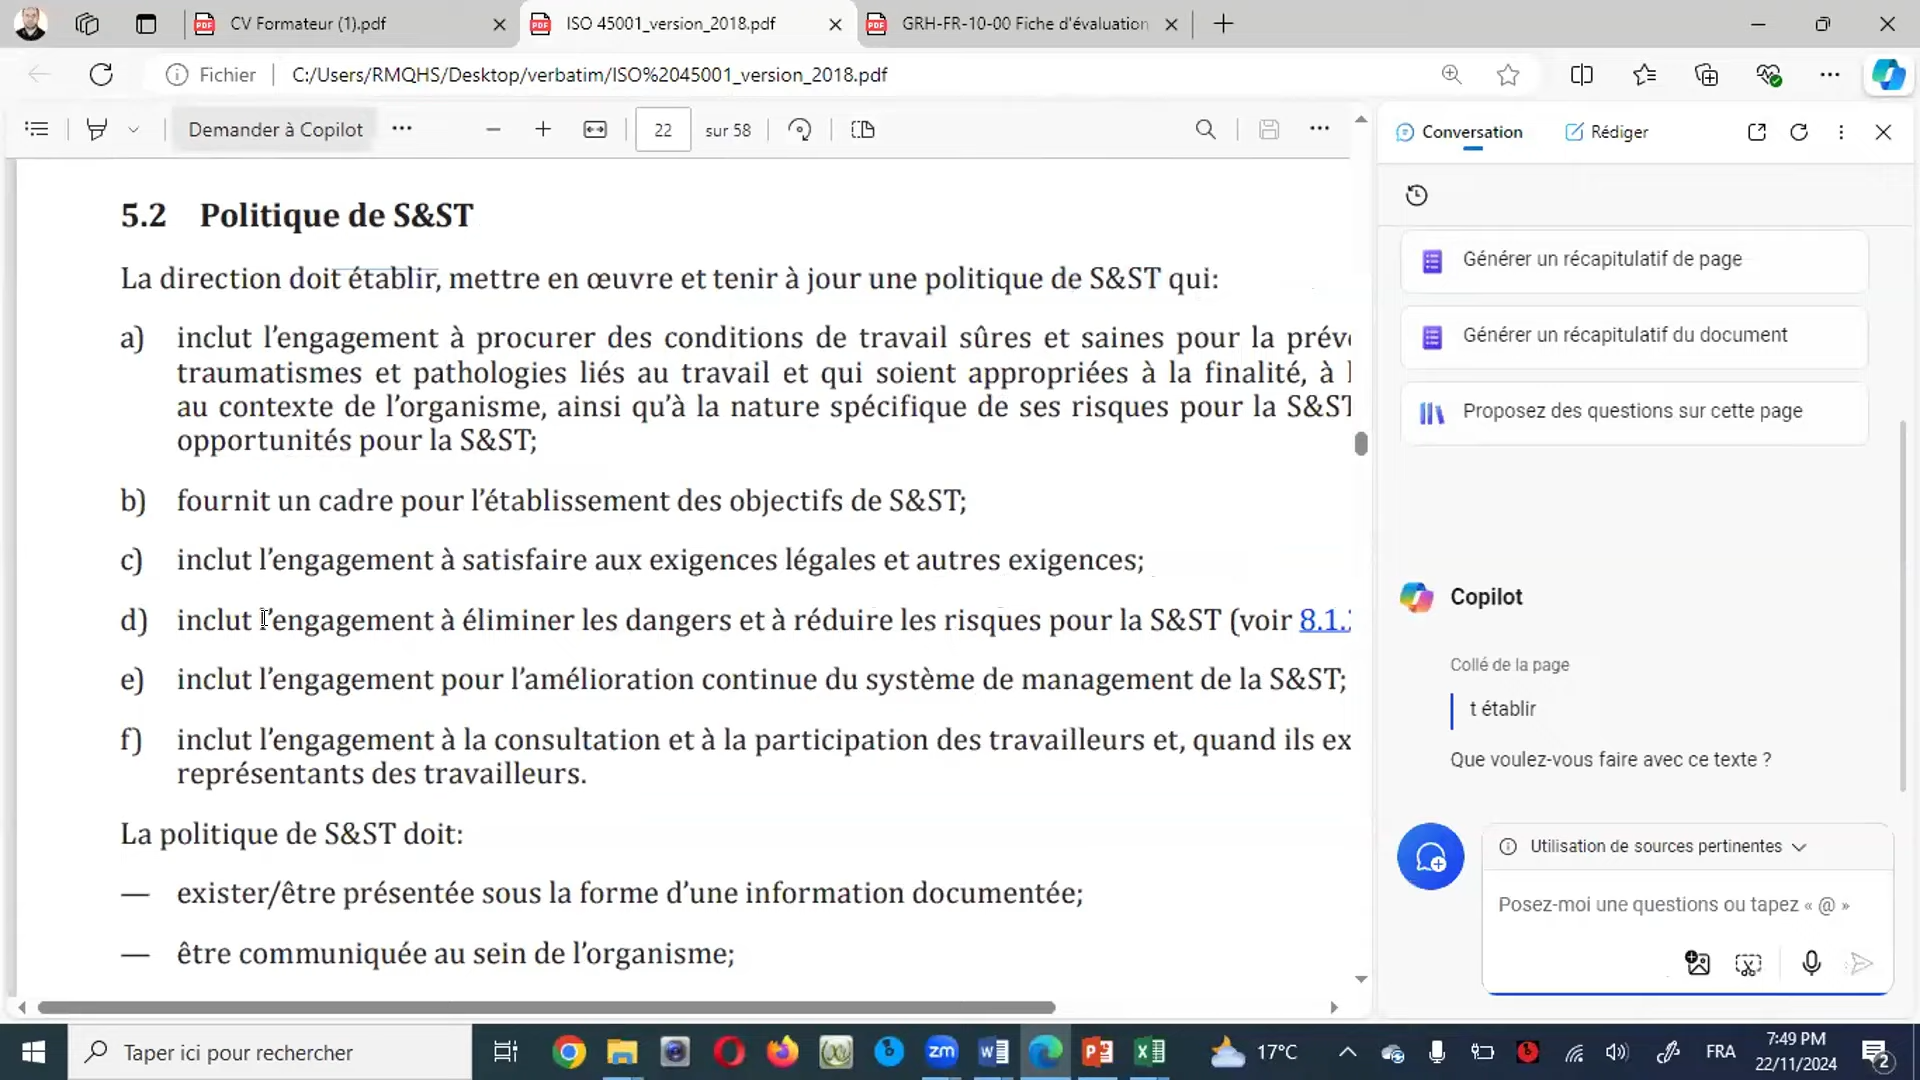 CV Formateur (1).pdf
ISO 45001_version_2018.pdf
GRH-FR-10-00 Fiche d'évaluation
Fichier
C:/Users/RMQHS/Desktop/verbatim/ISO%2045001_version_2018.pdf
Demander à Copilot
22
sur 58
5.2 Politique de S&ST
La direction doit établir, mettre en œuvre et tenir à jour une politique de S&ST qui:
a) inclut l’engagement à procurer des conditions de travail sûres et saines pour la prév
traumatismes et pathologies liés au travail et qui soient appropriées à la finalité, à
au contexte de l’organisme, ainsi qu’à la nature spécifique de ses risques pour la S&ST
opportunités pour la S&ST;
b) fournit un cadre pour l’établissement des objectifs de S&ST;
c) inclut l’engagement à satisfaire aux exigences légales et autres exigences;
d) inclut l’engagement à éliminer les dangers et à réduire les risques pour la S&ST (voir 8.1.
e) inclut l’engagement pour l’amélioration continue du système de management de la S&ST;
f) inclut l’engagement à la consultation et à la participation des travailleurs et, quand ils ex
représentants des travailleurs.
La politique de S&ST doit:
— exister/être présentée sous la forme d’une information documentée;
— être communiquée au sein de l’organisme;
Conversation
Rédiger
Générer un récapitulatif de page
Générer un récapitulatif du document
Proposez des questions sur cette page
Copilot
Collé de la page
t établir
Que voulez-vous faire avec ce texte ?
Utilisation de sources pertinentes
Posez-moi une questions ou tapez « @ »
Taper ici pour rechercher
zm
17°C
FRA
7:49 PM
22/11/2024
2